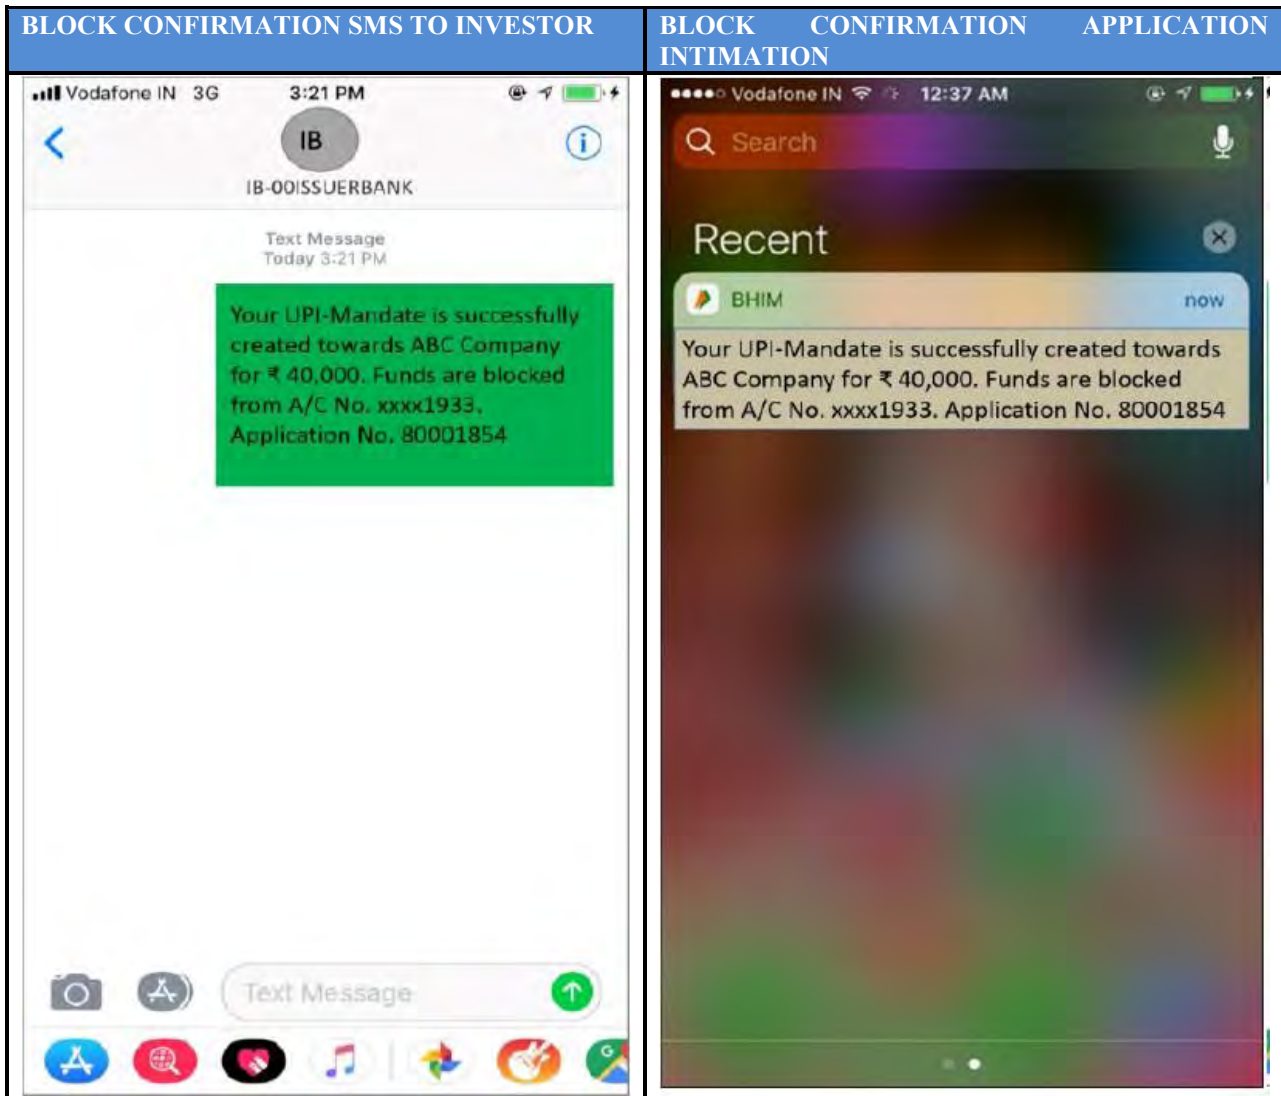 BLOCK CONFIRMATION SMS TO INVESTOR
BLOCK CONFIRMATION APPLICATION
INTIMATION
Vodafone IN 3G 3:21 PM
IB
IB-00ISSUERBANK
Text Message
Today 3:21 PM
Your UPI-Mandate is successfully
created towards ABC Company
for ₹ 40,000. Funds are blocked
from A/C No. xxxx1933.
Application No. 80001854
Text Message
G
Vodafone IN 12:37 AM
Search
Recent
BHIM now
Your UPI-Mandate is successfully created towards
ABC Company for ₹ 40,000. Funds are blocked
from A/C No. xxxx1933. Application No. 80001854